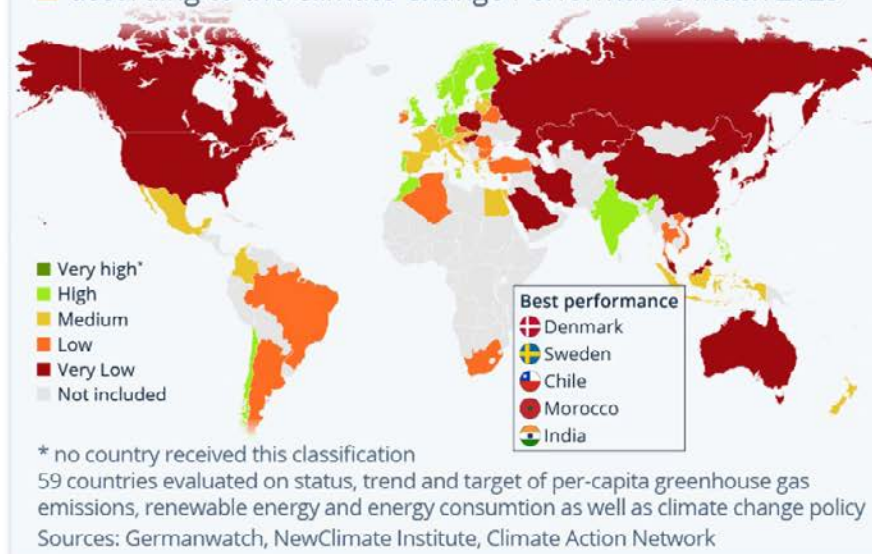 Very high*
High
Medium
Low
Very Low
Not included
Best performance
Denmark
Sweden
Chile
Morocco
India
* no country received this classification
59 countries evaluated on status, trend and target of per-capita greenhouse gas
emissions, renewable energy and energy consumtion as well as climate change policy
Sources: Germanwatch, NewClimate Institute, Climate Action Network